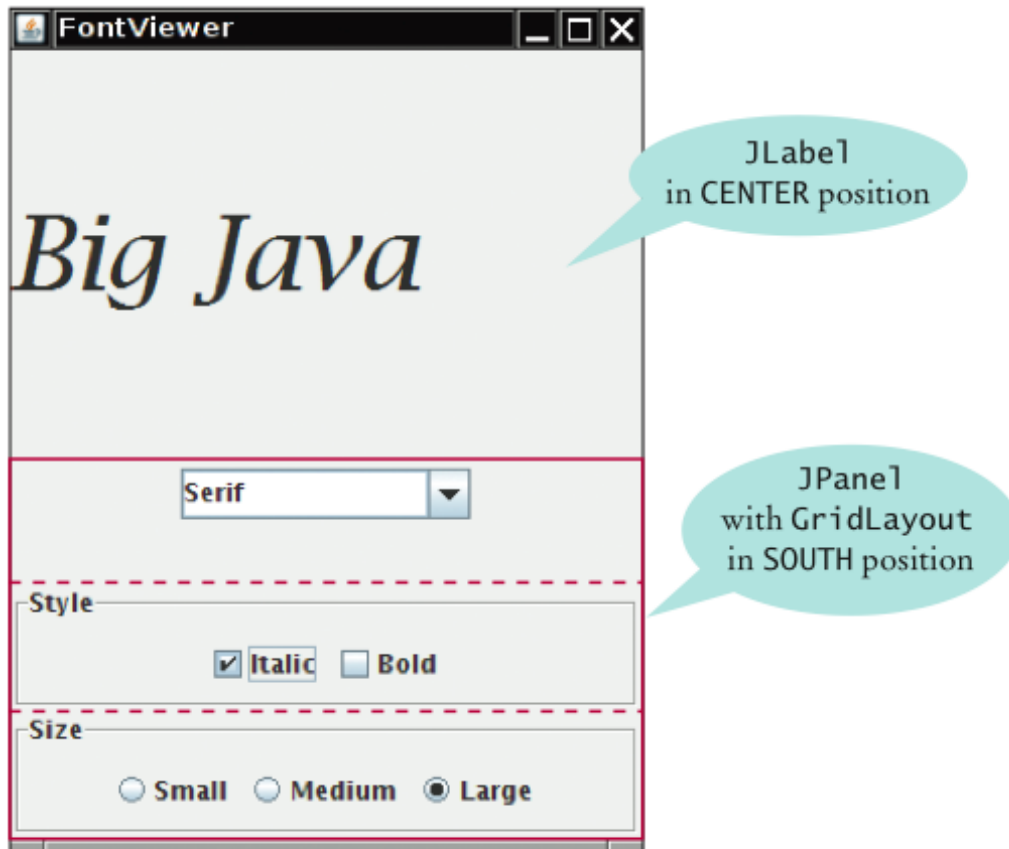 FontViewer
JLabel
in CENTER position
Big Java
Serif
JPanel
with GridLayout
in SOUTH position
Style
Italic Bold
Size
Small Medium Large